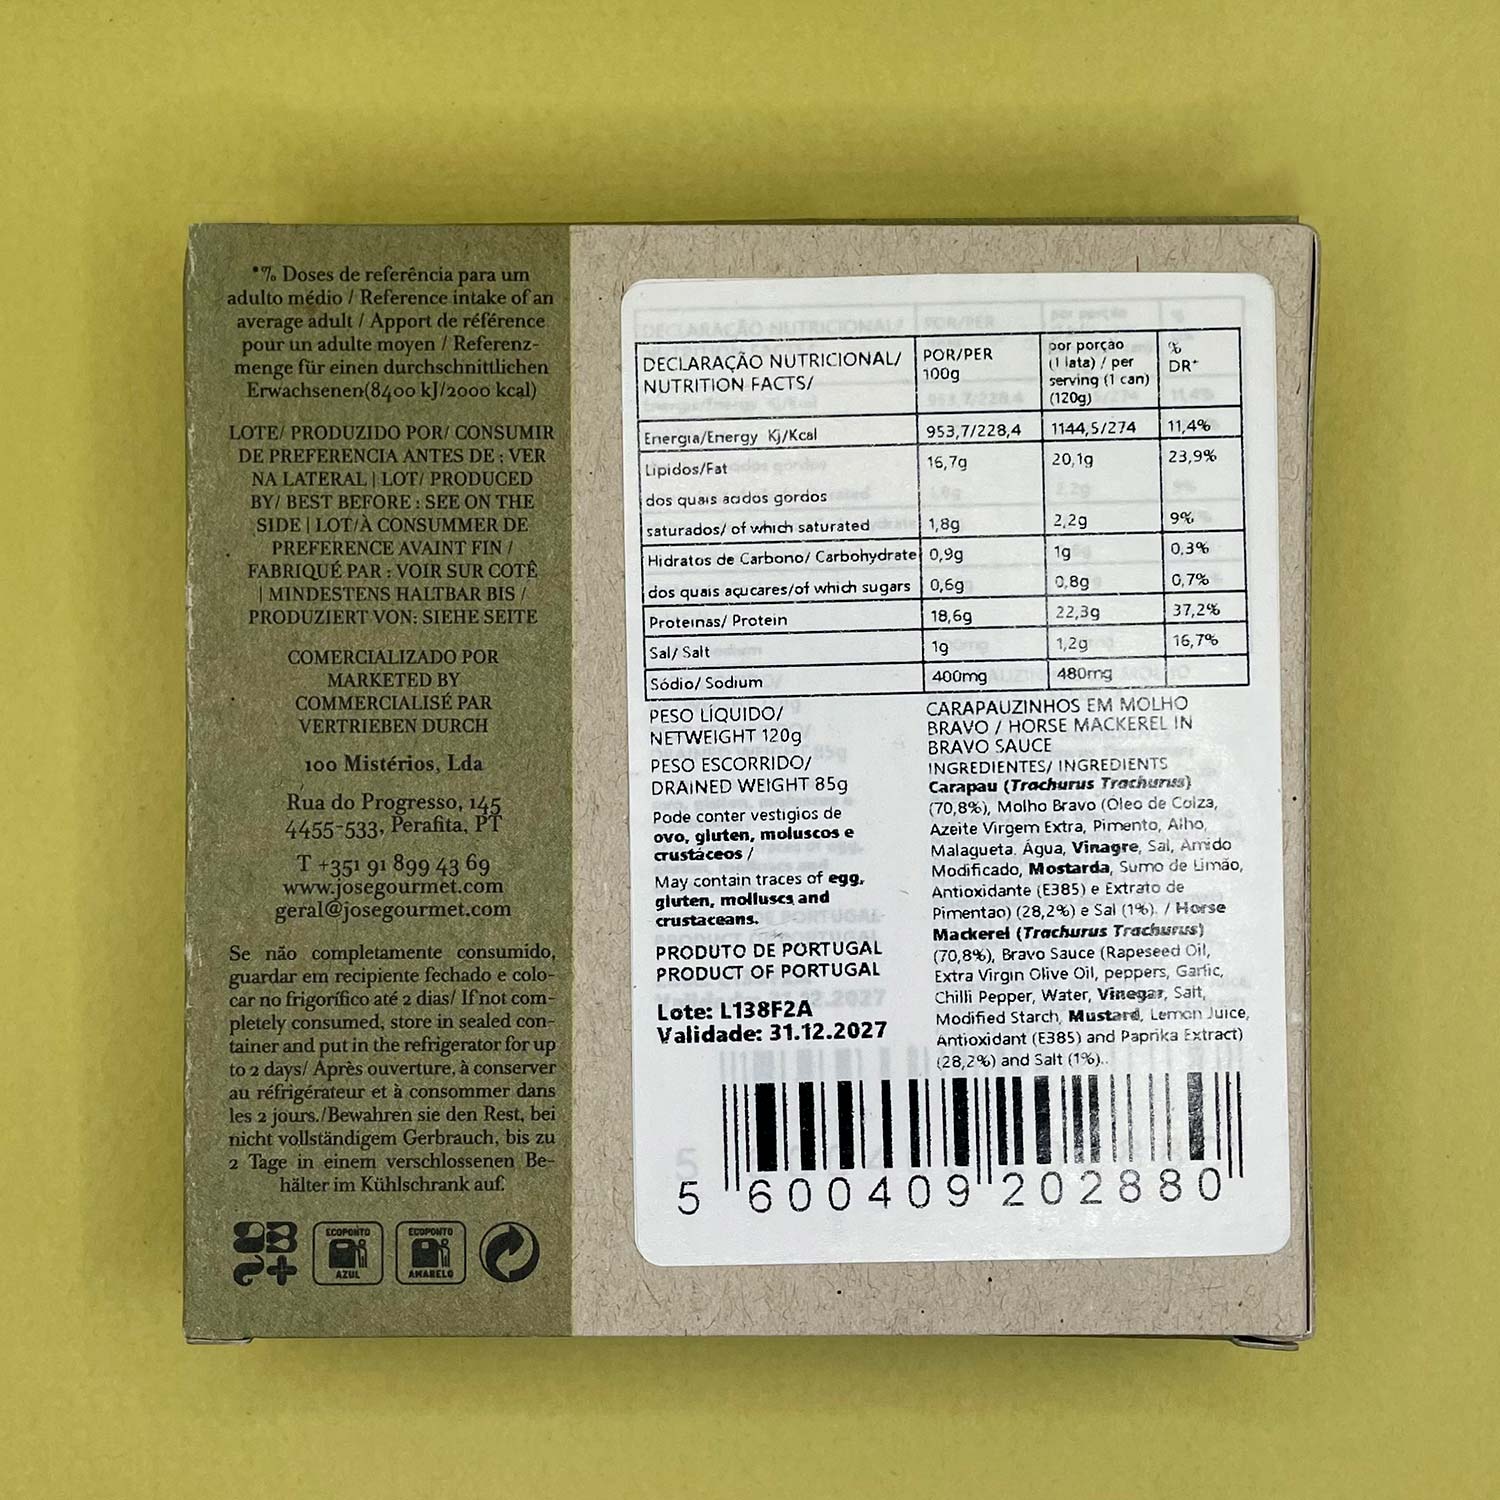 *% Doses de referência para um
adulto médio / Reference intake of an
average adult / Apport de référence
pour un adulte moyen / Referenz-
menge für einen durchschnittlichen
Erwachsenen(8400 kJ/2000 kcal)
LOTE/ PRODUZIDO POR/ CONSUMIR
DE PREFERENCIA ANTES DE : VER
NA LATERAL | LOT/ PRODUCED
BY/ BEST BEFORE : SEE ON THE
SIDE | LOT/À CONSUMMER DE
PREFERENCE AVAINT FIN /
FABRIQUÉ PAR : VOIR SUR COTÊ
| MINDESTENS HALTBAR BIS /
PRODUZIERT VON: SIEHE SEITE
COMERCIALIZADO POR
MARKETED BY
COMMERCIALISÉ PAR
VERTRIEBEN DURCH
100 Mistérios, Lda
Rua do Progresso, 145
4455-533, Perafita, PT
T +351 91 899 43 69
www.josegourmet.com
geral@josegourmet.com
Se não completamente consumido,
guardar em recipiente fechado e colo-
car no frigorífico até 2 dias/ If not com-
pletely consumed, store in sealed con-
tainer and put in the refrigerator for up
to 2 days/ Après ouverture, à conserver
au réfrigérateur et à consommer dans
les 2 jours./Bewahren sie den Rest, bei
nicht vollständigem Gerbrauch, bis zu
2 Tage in einem verschlossenen Be-
hälter im Kühlschrank auf.
ECOPONTO AZUL
ECOPONTO AMARELO
DECLARAÇÃO NUTRICIONAL/
NUTRITION FACTS/
POR/PER
100g
por porção
(1 lata) / per
serving (1 can)
(120g)
%
DR*
Energia/Energy Kj/Kcal 953,7/228,4 1144,5/274 11,4%
Lipidos/Fat 16,7g 20,1g 23,9%
dos quais acidos gordos
saturados/ of which saturated 1,8g 2,2g 9%
Hidratos de Carbono/ Carbohydrate 0,9g 1g 0,3%
dos quais açucares/of which sugars 0,6g 0,8g 0,7%
Proteinas/ Protein 18,6g 22,3g 37,2%
Sal/ Salt 1g 1,2g 16,7%
Sódio/ Sodium 400mg 480mg
PESO LÍQUIDO/
NETWEIGHT 120g
PESO ESCORRIDO/
DRAINED WEIGHT 85g
Pode conter vestigios de
ovo, gluten, moluscos e
crustáceos /
May contain traces of egg,
gluten, molluscs and
crustaceans.
PRODUTO DE PORTUGAL
PRODUCT OF PORTUGAL
Lote: L138F2A
Validade: 31.12.2027
CARAPAUZINHOS EM MOLHO
BRAVO / HORSE MACKEREL IN
BRAVO SAUCE
INGREDIENTES/ INGREDIENTS
Carapau (Trachurus Trachurus)
(70,8%), Molho Bravo (Oleo de Colza,
Azeite Virgem Extra, Pimento, Alho,
Malagueta. Água, Vinagre, Sal, Amido
Modificado, Mostarda, Sumo de Limão,
Antioxidante (E385) e Extrato de
Pimentao) (28,2%) e Sal (1%). / Horse
Mackerel (Trachurus Trachurus)
(70,8%), Bravo Sauce (Rapeseed Oil,
Extra Virgin Olive Oil, peppers, Garlic,
Chilli Pepper, Water, Vinegar, Salt,
Modified Starch, Mustard, Lemon Juice,
Antioxidant (E385) and Paprika Extract)
(28,2%) and Salt (1%)..
5 600409 202880